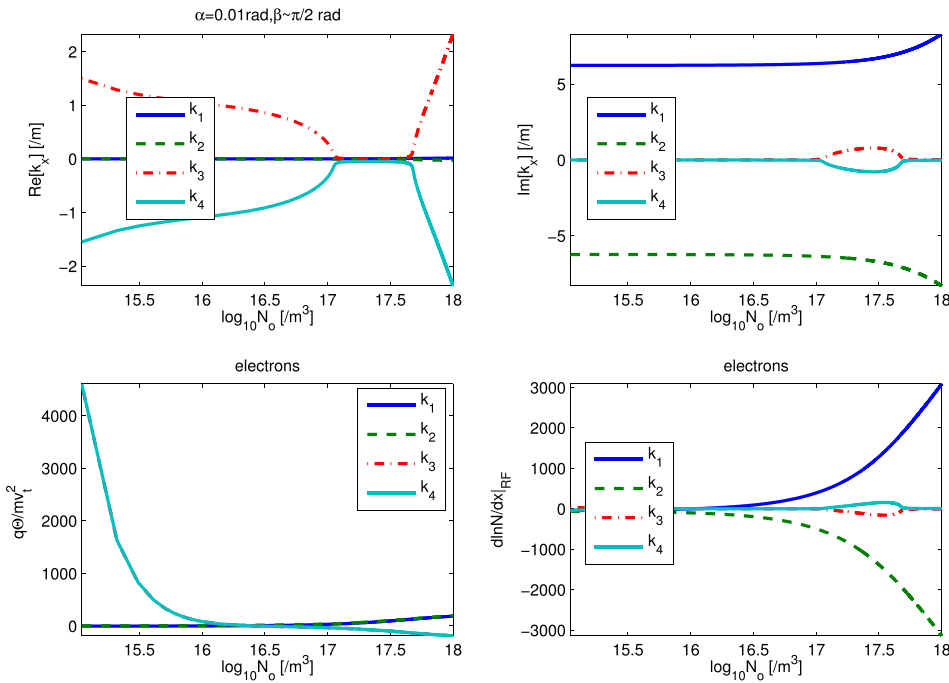 α=0.01rad,β~π/2 rad
Re[k_x] [/m]
2
1
0
−1
−2
k_1
k_2
k_3
k_4
15.5 16 16.5 17 17.5 18
log_10N_o [/m^3]
Im[k_x] [/m]
5
0
−5
k_1
k_2
k_3
k_4
15.5 16 16.5 17 17.5 18
log_10N_o [/m^3]
electrons
qΘ/mv_t^2
4000
3000
2000
1000
0
k_1
k_2
k_3
k_4
15.5 16 16.5 17 17.5 18
log_10N_o [/m^3]
electrons
dlnN/dx|_RF
3000
2000
1000
0
−1000
−2000
−3000
k_1
k_2
k_3
k_4
15.5 16 16.5 17 17.5 18
log_10N_o [/m^3]